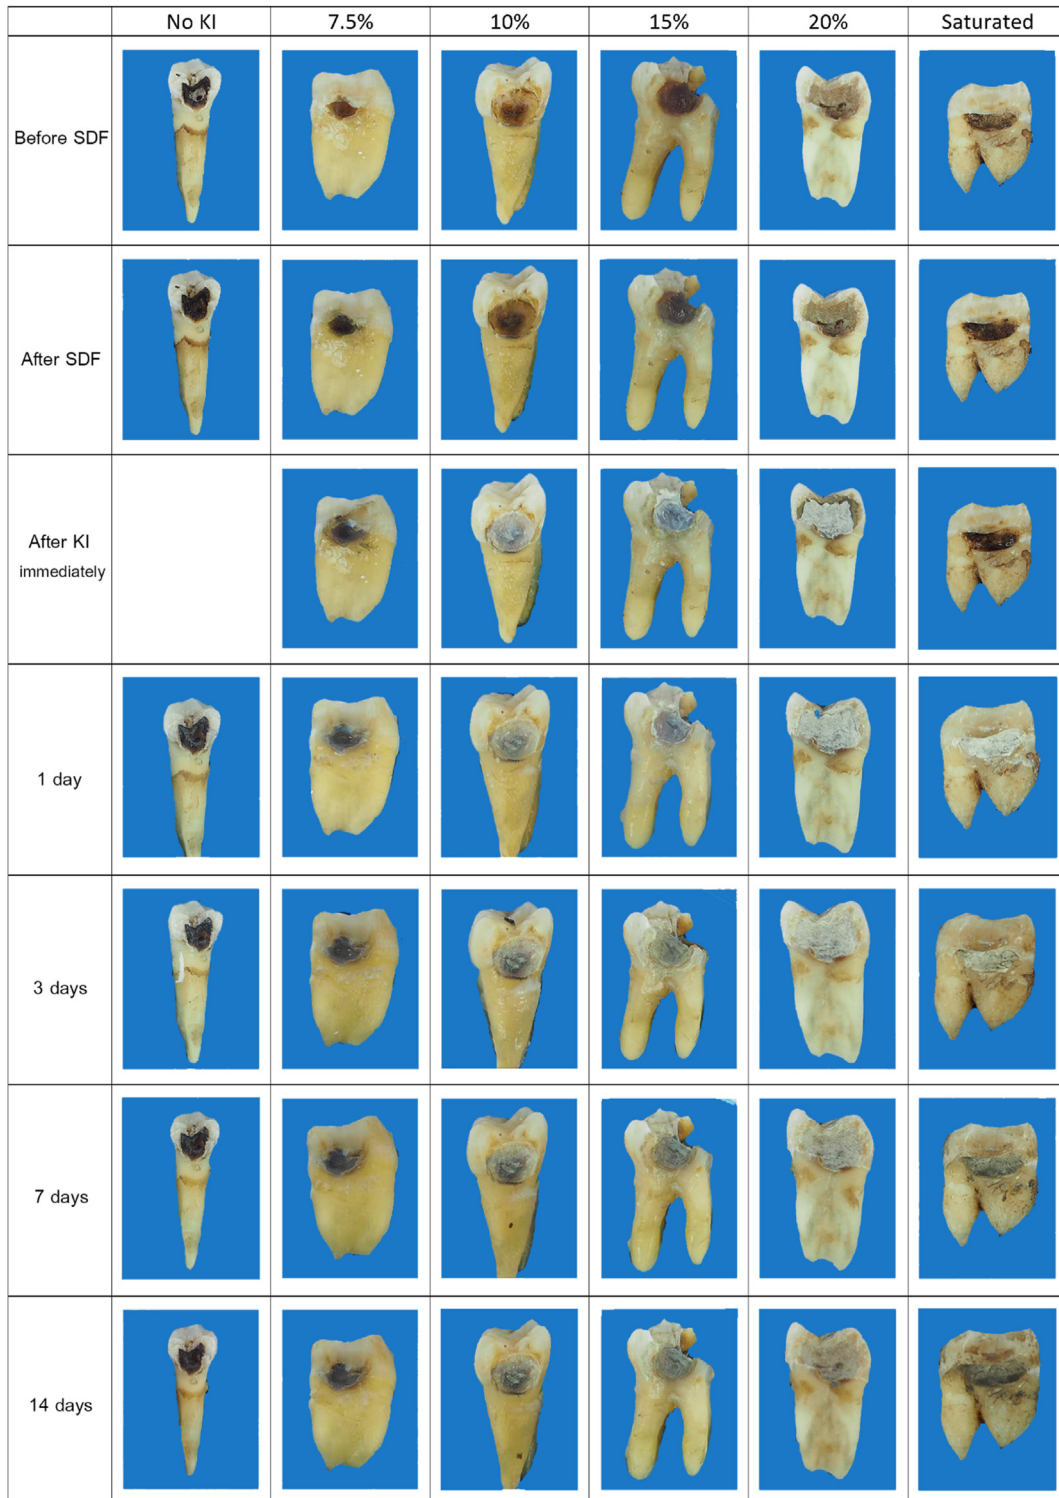 No KI 7.5% 10% 15% 20% Saturated
Before SDF
After SDF
After KI
immediately
1 day
3 days
7 days
14 days